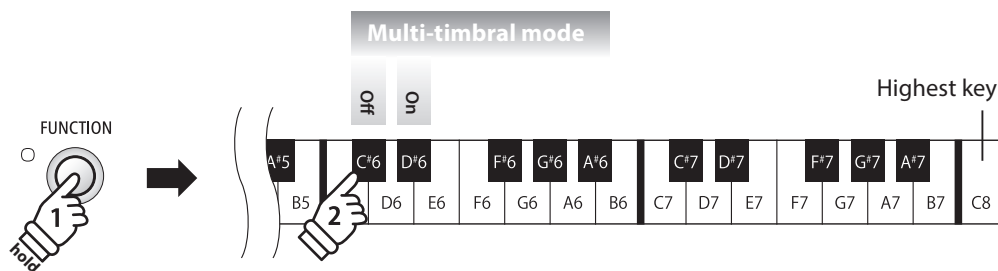 Multi-timbral mode
Off
On
Highest key
FUNCTION
A#5 C#6 D#6 F#6 G#6 A#6 C#7 D#7 F#7 G#7 A#7
B5 D6 E6 F6 G6 A6 B6 C7 D7 E7 F7 G7 A7 B7 C8
1
2
hold